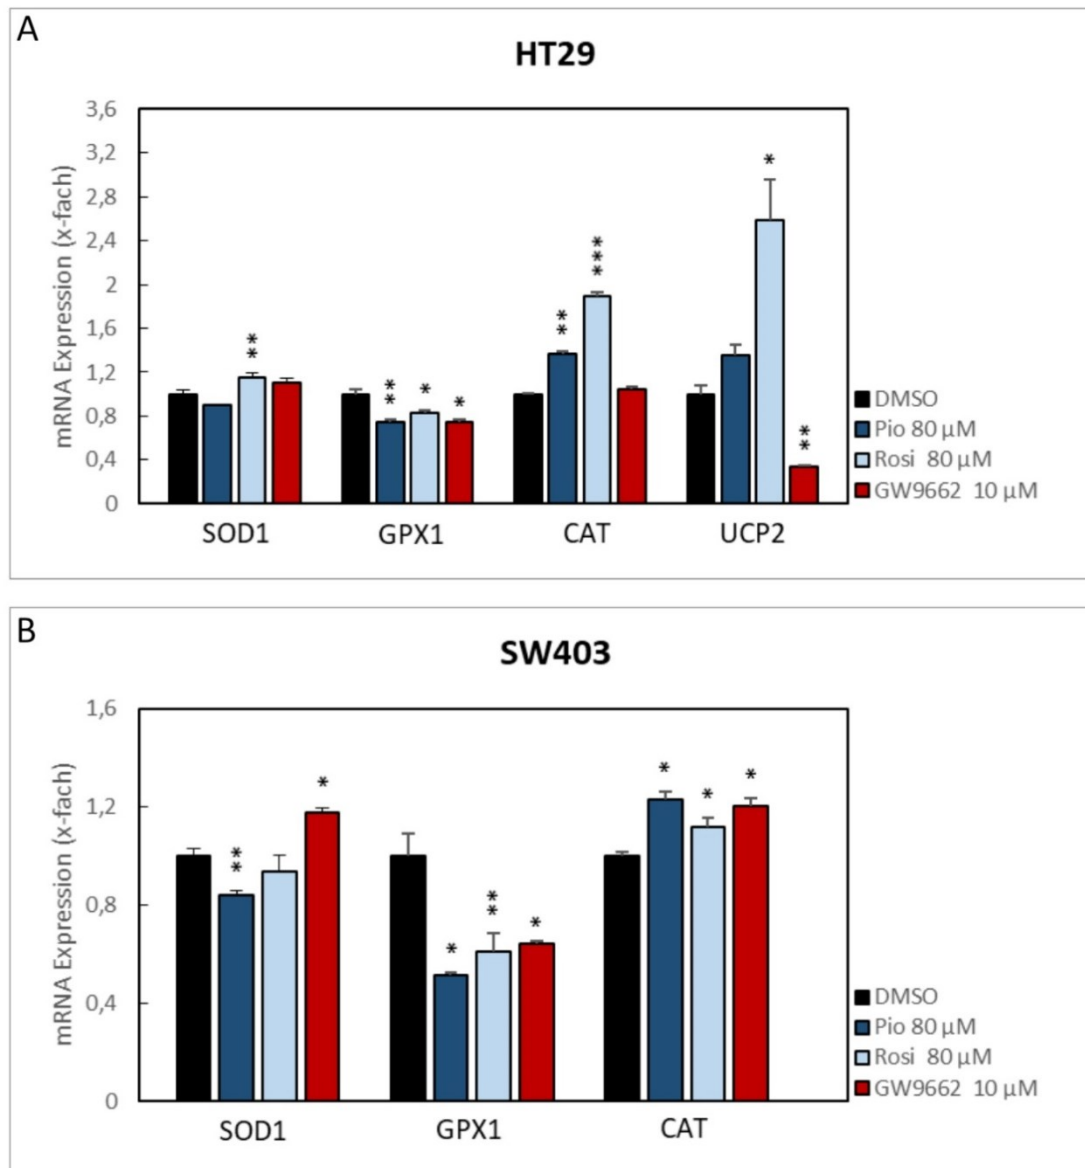 A
HT29
mRNA Expression (x-fach)
3,6
3,2
2,8
2,4
2
1,6
1,2
0,8
0,4
0
**
**
*
*
**
***
*
**
SOD1 GPX1 CAT UCP2
DMSO
Pio 80 µM
Rosi 80 µM
GW9662 10 µM
B
SW403
mRNA Expression (x-fach)
1,6
1,2
0,8
0,4
0
**
*
*
**
*
*
*
*
SOD1 GPX1 CAT
DMSO
Pio 80 µM
Rosi 80 µM
GW9662 10 µM